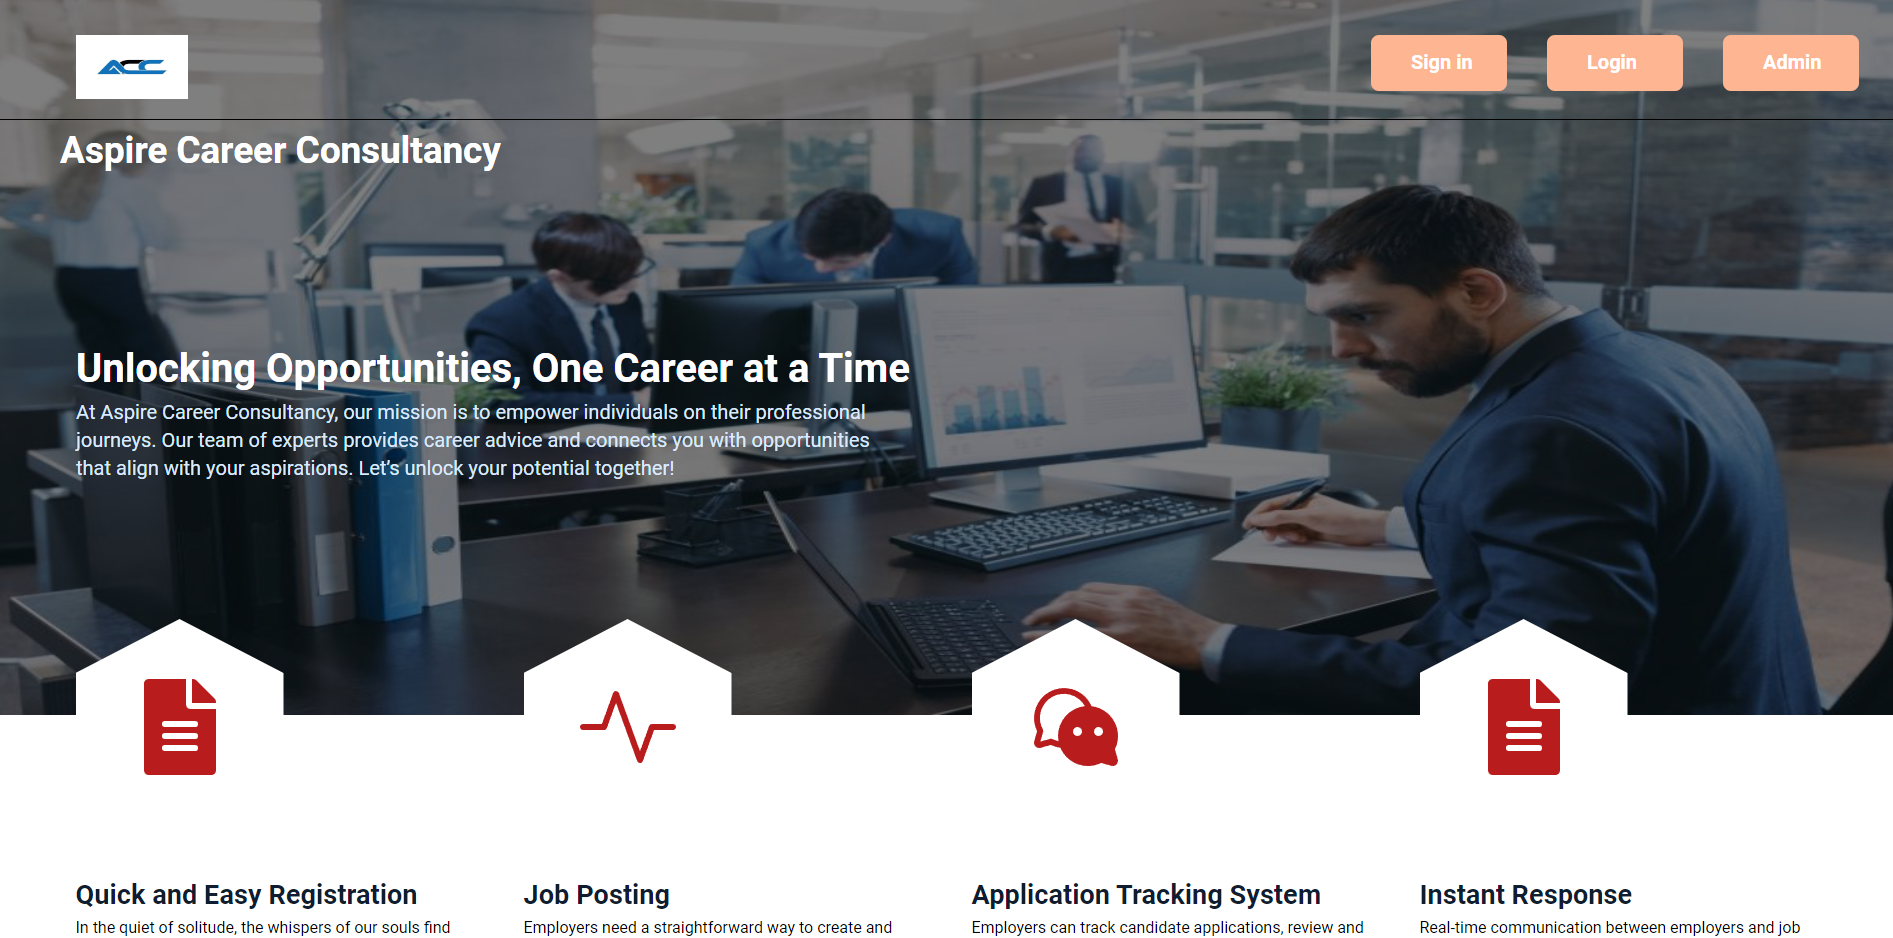 ACC
Sign in
Login
Admin
Aspire Career Consultancy
Unlocking Opportunities, One Career at a Time
At Aspire Career Consultancy, our mission is to empower individuals on their professional
journeys. Our team of experts provides career advice and connects you with opportunities
that align with your aspirations. Let’s unlock your potential together!
Quick and Easy Registration
In the quiet of solitude, the whispers of our souls find
Job Posting
Employers need a straightforward way to create and
Application Tracking System
Employers can track candidate applications, review and
Instant Response
Real-time communication between employers and job